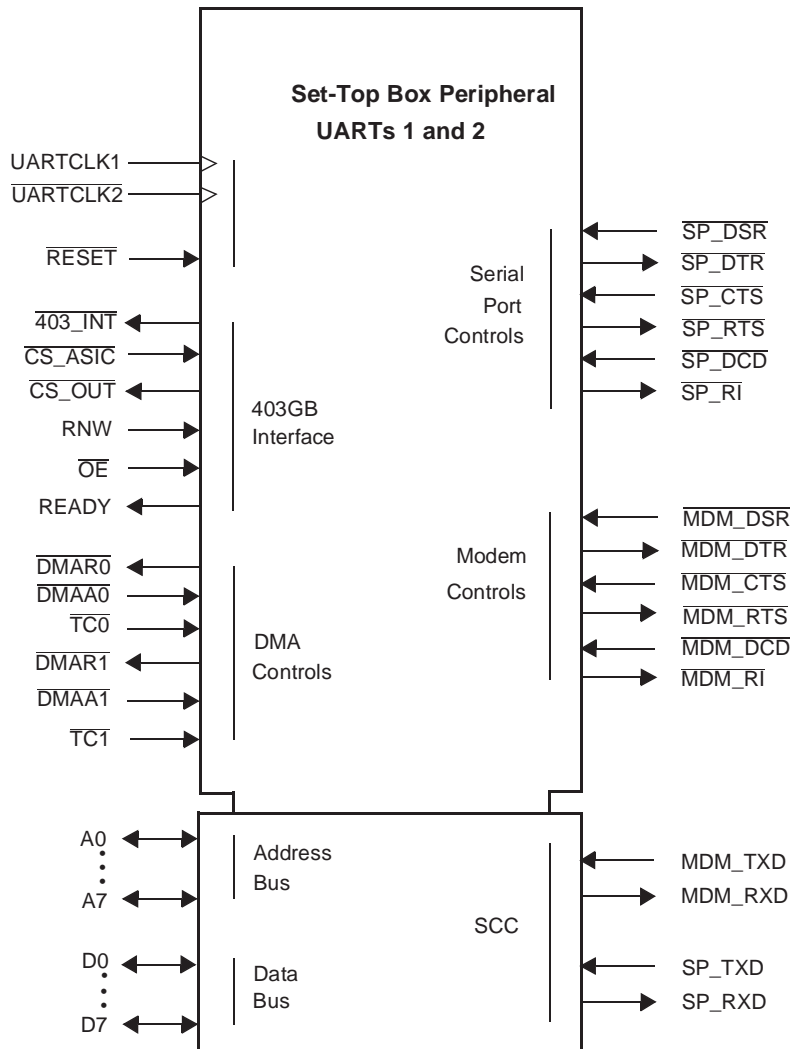 Set-Top Box Peripheral
UARTs 1 and 2
UARTCLK1
UARTCLK2
RESET
403_INT
CS_ASIC
CS_OUT
RNW
OE
READY
403GB
Interface
DMAR0
DMAA0
TC0
DMAR1
DMAA1
TC1
DMA
Controls
SP_DSR
SP_DTR
SP_CTS
SP_RTS
SP_DCD
SP_RI
Serial
Port
Controls
MDM_DSR
MDM_DTR
MDM_CTS
MDM_RTS
MDM_DCD
MDM_RI
Modem
Controls
A0
A7
Address
Bus
D0
D7
Data
Bus
SCC
MDM_TXD
MDM_RXD
SP_TXD
SP_RXD